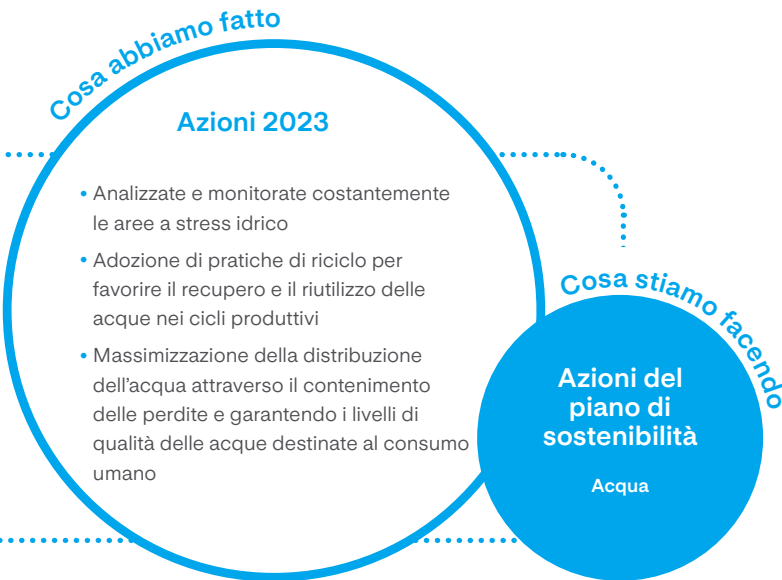 Cosa abbiamo fatto
Azioni 2023
• Analizzate e monitorate costantemente
le aree a stress idrico
• Adozione di pratiche di riciclo per
favorire il recupero e il riutilizzo delle
acque nei cicli produttivi
• Massimizzazione della distribuzione
dell’acqua attraverso il contenimento
delle perdite e garantendo i livelli di
qualità delle acque destinate al consumo
umano
Cosa stiamo facendo
Azioni del
piano di
sostenibilità
Acqua